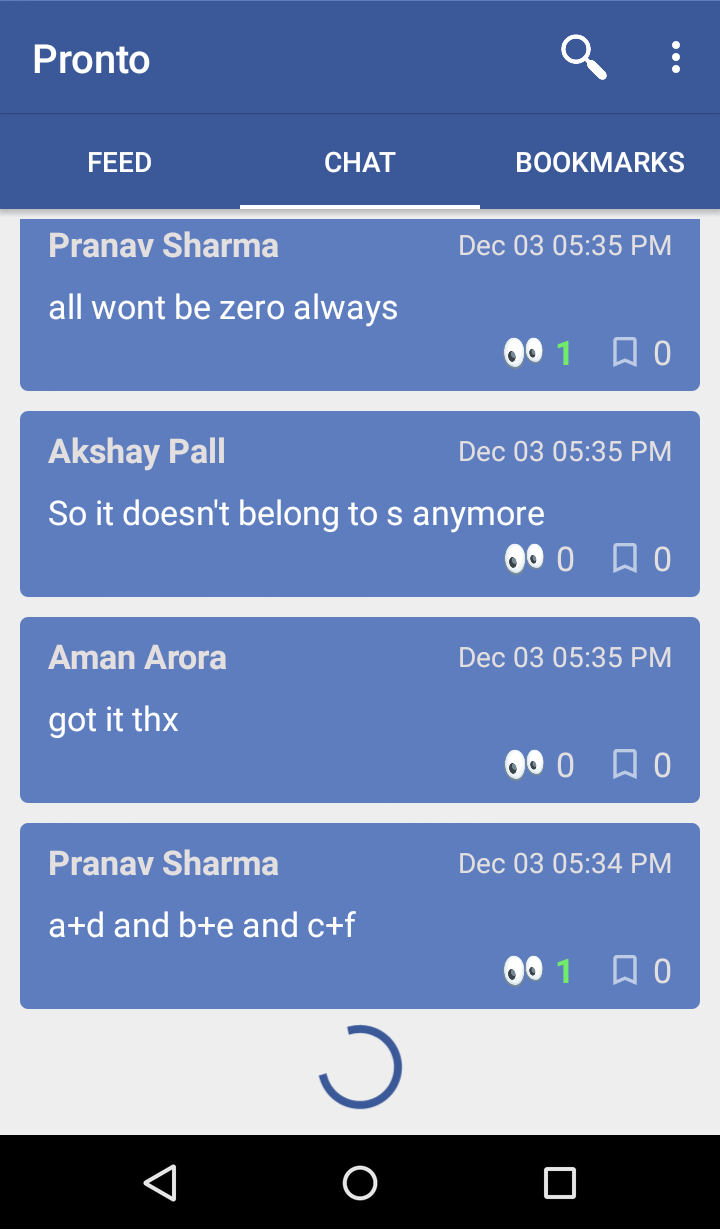 Pronto
FEED CHAT BOOKMARKS
Pranav Sharma Dec 03 05:35 PM
all wont be zero always
1 0
Akshay Pall Dec 03 05:35 PM
So it doesn't belong to s anymore
0 0
Aman Arora Dec 03 05:35 PM
got it thx
0 0
Pranav Sharma Dec 03 05:34 PM
a+d and b+e and c+f
1 0